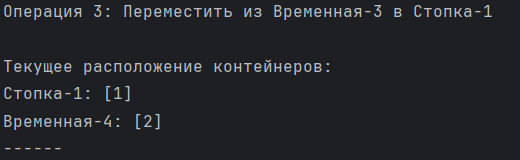 Операция 3: Переместить из Временная-3 в Стопка-1
Текущее расположение контейнеров:
Стопка-1: [1]
Временная-4: [2]
------